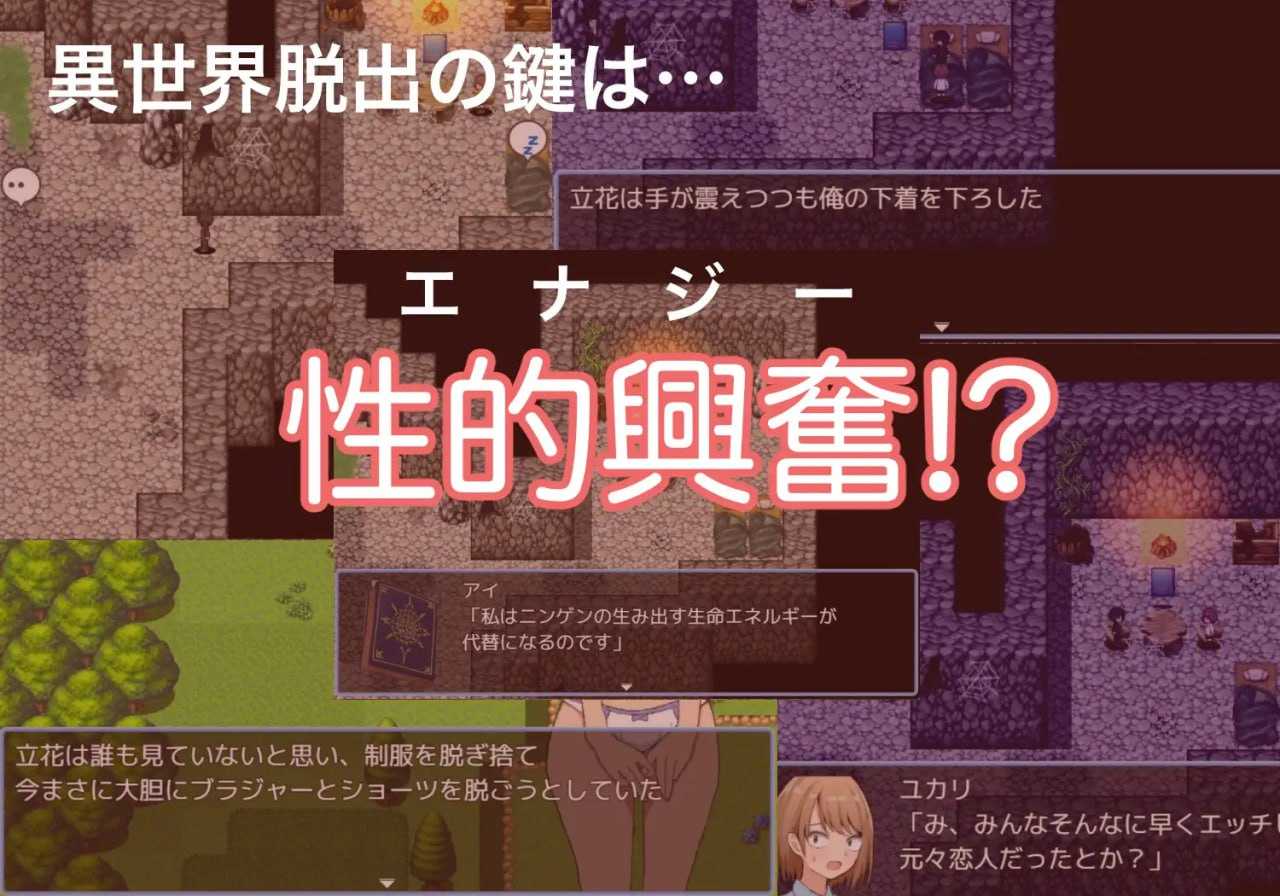 異世界脱出の鍵は…
立花は手が震えつつも俺の下着を下ろした
エナジー
性的興奮!?
アイ
「私はニンゲンの生み出す生命エネルギーが
代替になるのです」
立花は誰も見ていないと思い、制服を脱ぎ捨て
今まさに大胆にブラジャーとショーツを脱ごうとしていた
ユカリ
「み、みんなそんなに早くエッチ
元々恋人だったとか？」